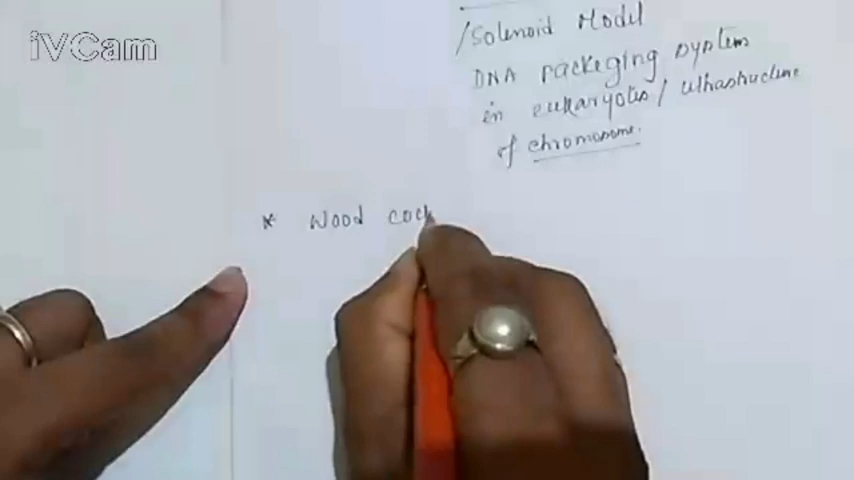 iVCam
/Solenoid Model
DNA packeging system
in eukaryotes/ ultrastructure
of chromosome.
* Wood cock